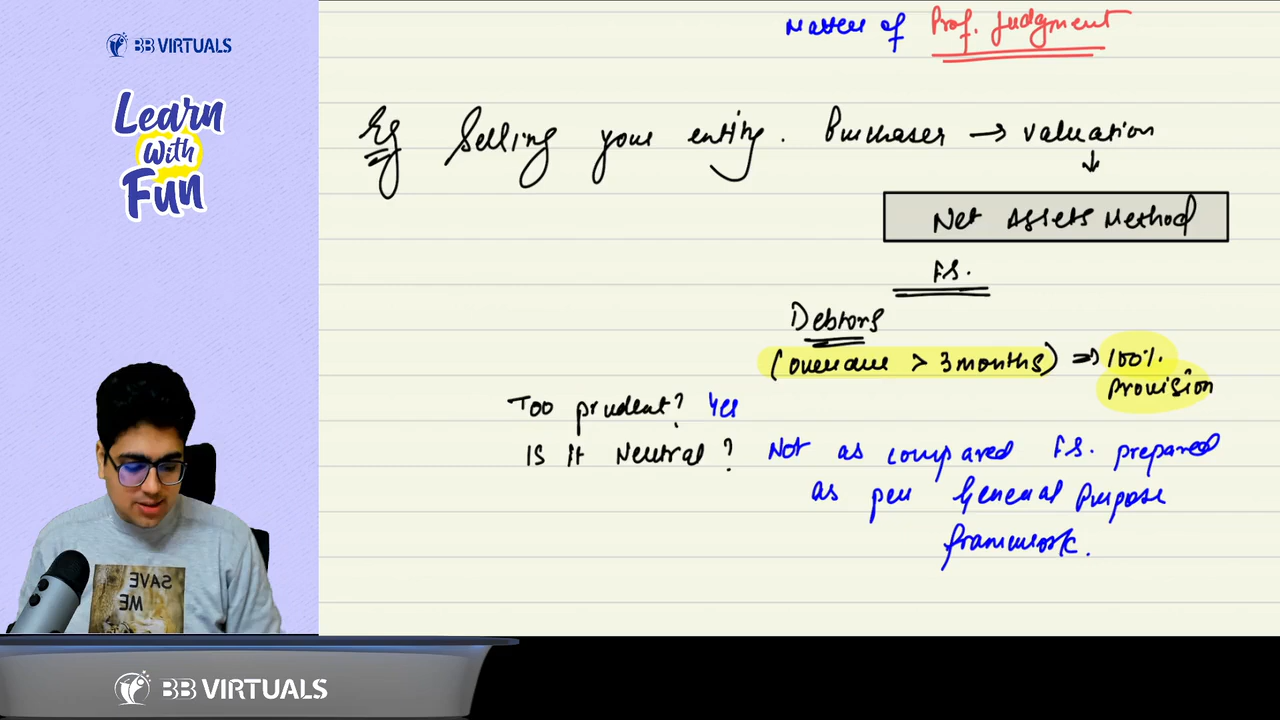 BB VIRTUALS
Learn
With
Fun
Matter of Prof. Judgment
Eg Selling your entity. Purchaser → valuation
↓
Net Assets Method
F.S.
Debtors
(overdue > 3 months) ⇒ 100%
Provision
Too prudent? Yes
Is it Neutral? Not as compared F.S. prepared
as per General Purpose
framework.
SAVE
ME
BB VIRTUALS